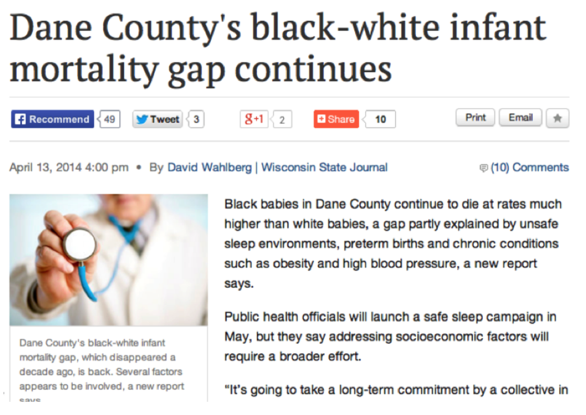 Dane County's black-white infant
mortality gap continues
Recommend 49 Tweet 3 g+1 2 Share 10 Print Email
April 13, 2014 4:00 pm • By David Wahlberg | Wisconsin State Journal (10) Comments
Black babies in Dane County continue to die at rates much
higher than white babies, a gap partly explained by unsafe
sleep environments, preterm births and chronic conditions
such as obesity and high blood pressure, a new report
says.
Public health officials will launch a safe sleep campaign in
May, but they say addressing socioeconomic factors will
require a broader effort.
"It's going to take a long-term commitment by a collective in
Dane County's black-white infant
mortality gap, which disappeared a
decade ago, is back. Several factors
appears to be involved, a new report
says